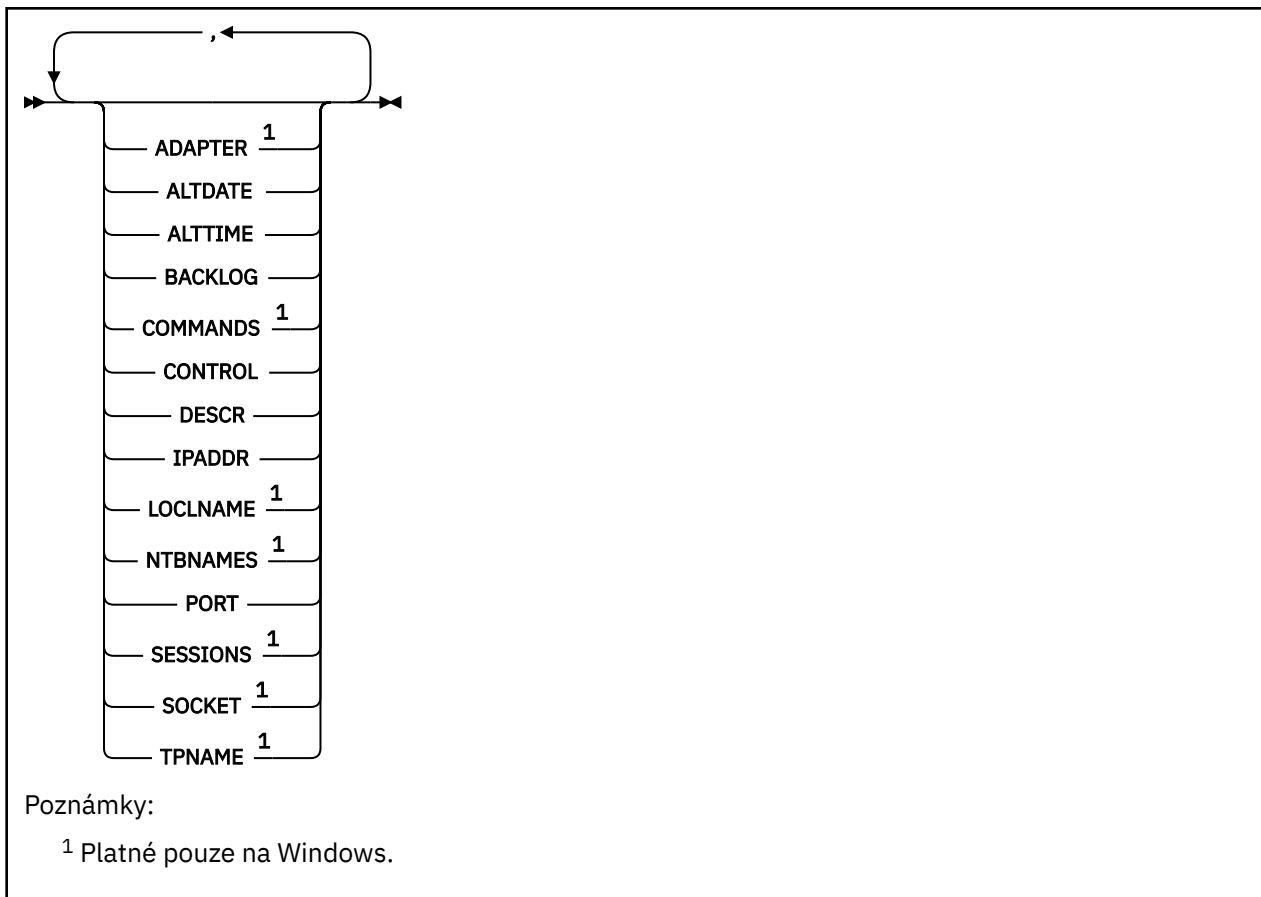 ,
ADAPTER 1
ALTDATE
ALTTIME
BACKLOG
COMMANDS 1
CONTROL
DESCR
IPADDR
LOCLNAME 1
NTBNAMES 1
PORT
SESSIONS 1
SOCKET 1
TPNAME 1
Poznámky:
1 Platné pouze na Windows.